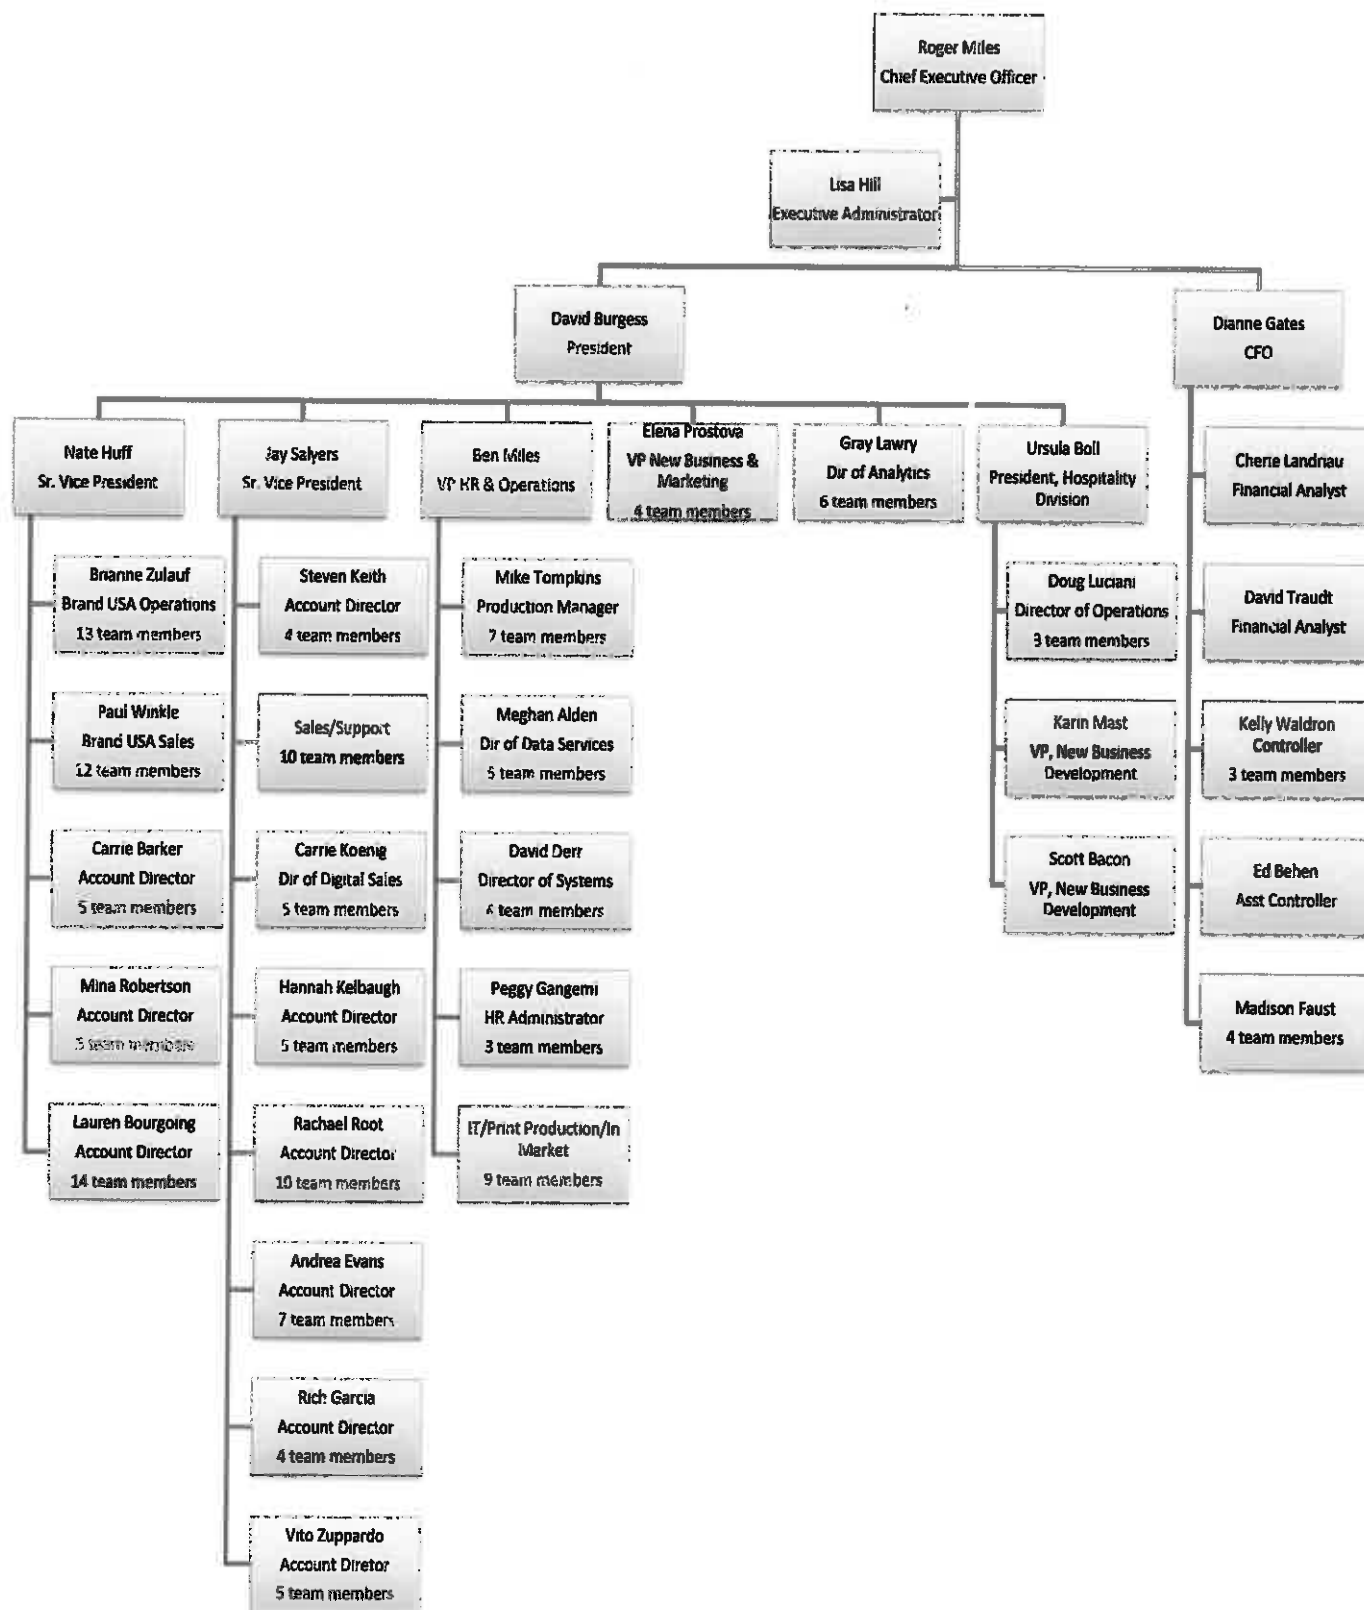 Roger Miles
Chief Executive Officer
Lisa Hill
Executive Administrator
David Burgess
President
Dianne Gates
CFO
Nate Huff
Sr. Vice President
Jay Salyers
Sr. Vice President
Ben Miles
VP HR & Operations
Elena Prostova
VP New Business &
Marketing
4 team members
Gray Lawry
Dir of Analytics
6 team members
Ursula Boll
President, Hospitality
Division
Cherie Landriau
Financial Analyst
Brianne Zulauf
Brand USA Operations
13 team members
Steven Keith
Account Director
4 team members
Mike Tompkins
Production Manager
7 team members
Doug Luciani
Director of Operations
3 team members
David Traudt
Financial Analyst
Paul Winkle
Brand USA Sales
12 team members
Sales/Support
10 team members
Meghan Alden
Dir of Data Services
team members
Karin Mast
VP, New Business
Development
Kelly Waldron
Controller
3 team members
Carrie Barker
Account Director
5 team members
Carrie Koenig
Dir of Digital Sales
5 team members
David Derr
Director of Systems
team members
Scott Bacon
VP, New Business
Development
Ed Behen
Asst Controller
Mina Robertson
Account Director
team members
Hannah Kelbaugh
Account Director
5 team members
Peggy Gangemi
HR Administrator
3 team members
Madison Faust
4 team members
Lauren Bourgoing
Account Director
14 team members
Rachael Root
Account Director
10 team members
IT/Print Production/In
Market
9 team members
Andrea Evans
Account Director
7 team members
Rich Garcia
Account Director
4 team members
Vito Zuppardo
Account Diretor
5 team members